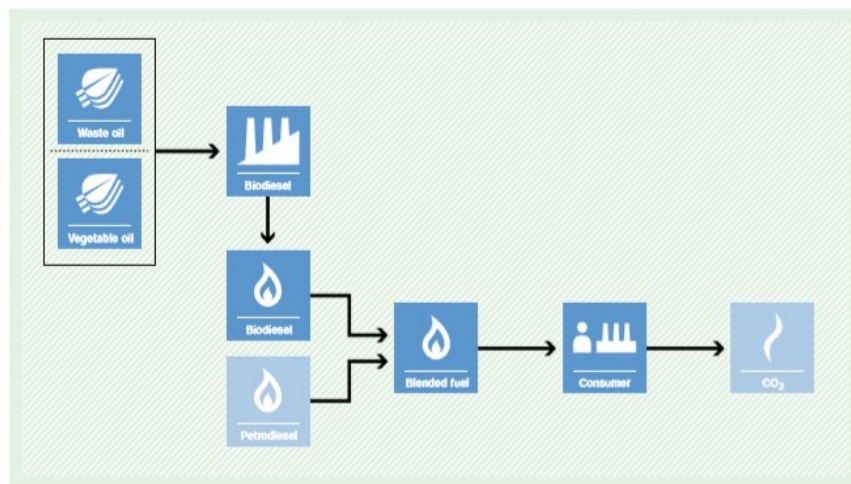 Waste oil
Vegetable oil
Biodiesel
Biodiesel
Petrodiesel
Blended fuel
Consumer
CO₂